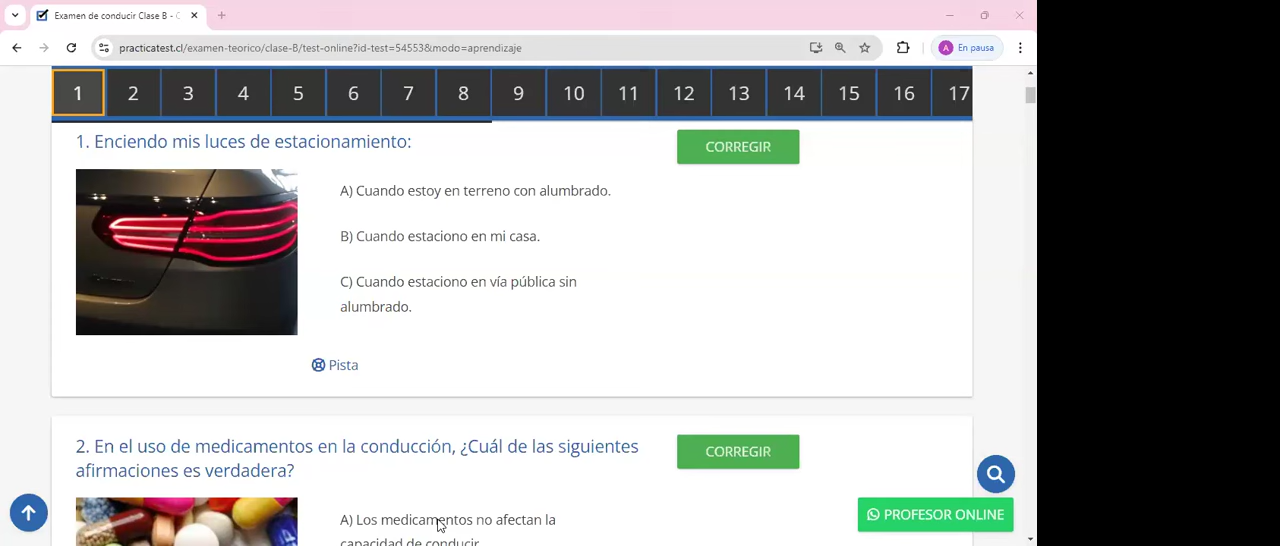 Examen de conducir Clase B - C
practicatest.cl/examen-teorico/clase-B/test-online?id-test=54553&modo=aprendizaje
A
En pausa
1 2 3 4 5 6 7 8 9 10 11 12 13 14 15 16 17
1. Enciendo mis luces de estacionamiento:
CORREGIR
A) Cuando estoy en terreno con alumbrado.
B) Cuando estaciono en mi casa.
C) Cuando estaciono en vía pública sin
alumbrado.
Pista
2. En el uso de medicamentos en la conducción, ¿Cuál de las siguientes
afirmaciones es verdadera?
CORREGIR
A) Los medicamentos no afectan la
capacidad de conducir.
PROFESOR ONLINE